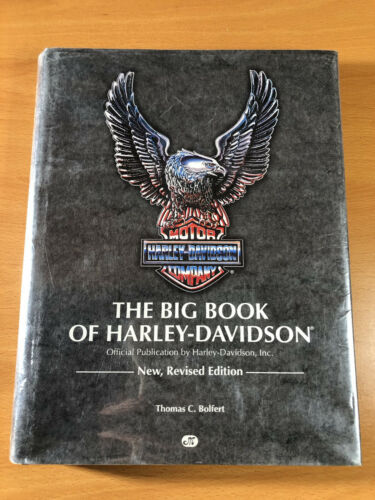 MOTOR
HARLEY-DAVIDSON
COMPANY
®
THE BIG BOOK
OF HARLEY-DAVIDSON®
Official Publication by Harley-Davidson, Inc.
New, Revised Edition
Thomas C. Bolfert